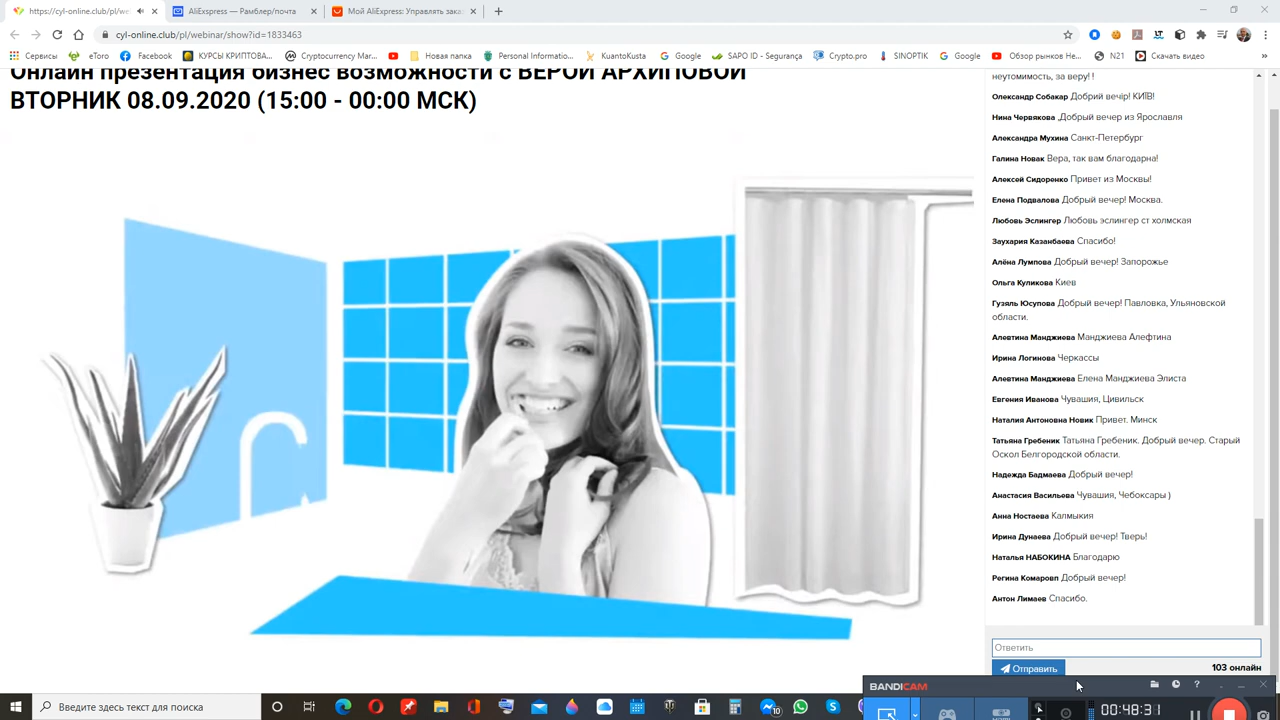 https://cyl-online.club/pl/we
AliExpress — Рамблер/почта
Мой AliExpress: Управлять зака
cyl-online.club/pl/webinar/show?id=1833463
Сервисы
eToro
Facebook
КУРСЫ КРИПТОВА...
Cryptocurrency Mar...
Новая папка
Personal Informatio...
KuantoKusta
Google
SAPO ID - Segurança
Crypto.pro
SINOPTIK
Google
Обзор рынков Не...
N21
Скачать видео
Онлайн презентация бизнес возможности с ВЕРОЙ АРХИПОВОЙ
ВТОРНИК 08.09.2020 (15:00 - 00:00 МСК)
неутомимость, за веру! !
Олександр Собакар Добрий вечір! КИЇВ!
Нина Червякова ,Добрый вечер из Ярославля
Александра Мухина Санкт-Петербург
Галина Новак Вера, так вам благодарна!
Алексей Сидоренко Привет из Москвы!
Елена Подвалова Добрый вечер! Москва.
Любовь Эслингер Любовь эслингер ст холмская
Заухария Казанбаева Спасибо!
Алёна Лумпова Добрый вечер! Запорожье
Ольга Куликова Киев
Гузяль Юсупова Добрый вечер! Павловка, Ульяновской
области.
Алевтина Манджиева Манджиева Алефтина
Ирина Логинова Черкассы
Алевтина Манджиева Елена Манджиева Элиста
Евгения Иванова Чувашия, Цивильск
Наталия Антоновна Новик Привет. Минск
Татьяна Гребеник Татьяна Гребеник. Добрый вечер. Старый
Оскол Белгородской области.
Надежда Бадмаева Добрый вечер!
Анастасия Васильева Чувашия, Чебоксары )
Анна Ностаева Калмыкия
Ирина Дунаева Добрый вечер! Тверь!
Наталья НАБОКИНА Благодарю
Регина Комаровп Добрый вечер!
Антон Лимаев Спасибо.
Ответить
Отправить
103 онлайн
BANDICAM
00:48:31
Введите здесь текст для поиска
10